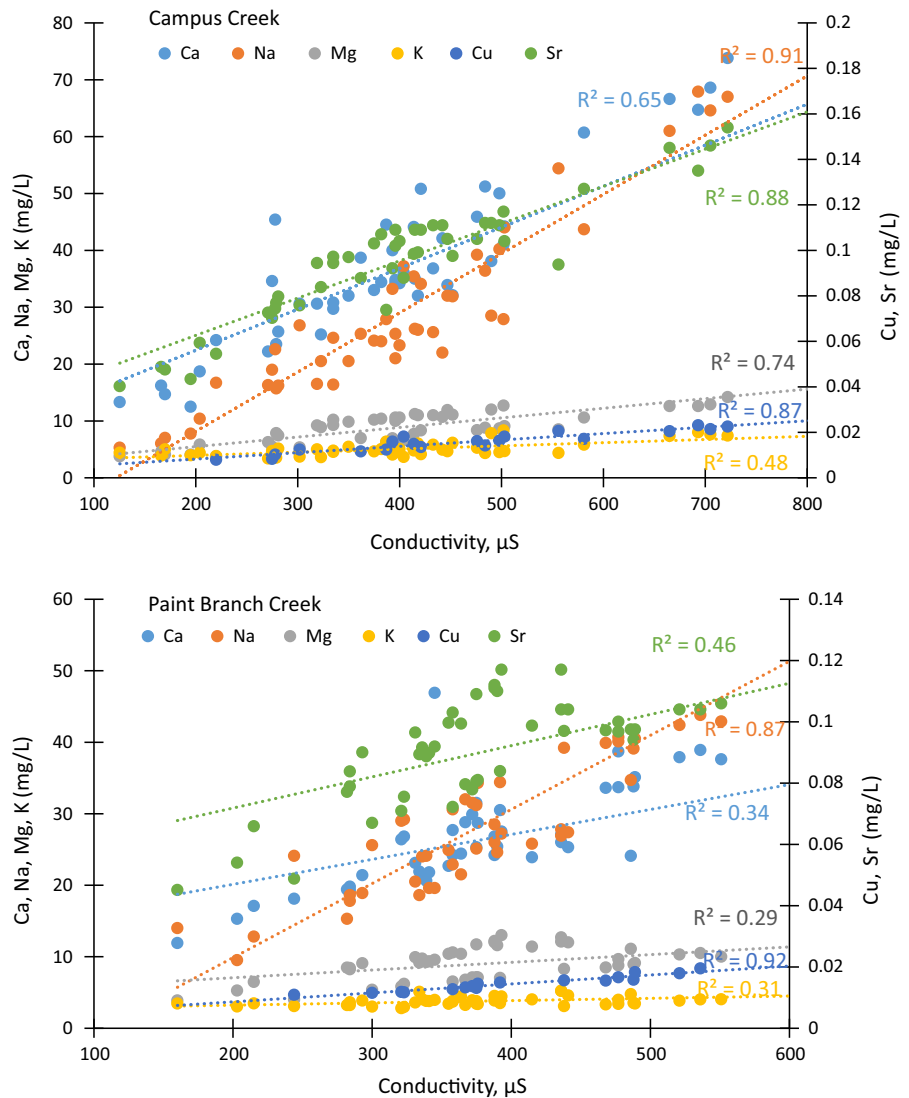 Campus Creek
Ca Na Mg K Cu Sr
80
70
60
50
40
30
20
10
0
0.2
0.18
0.16
0.14
0.12
0.1
0.08
0.06
0.04
0.02
0
100 200 300 400 500 600 700 800
Ca, Na, Mg, K (mg/L)
Cu, Sr (mg/L)
Conductivity, µS
R² = 0.91
R² = 0.65
R² = 0.88
R² = 0.74
R² = 0.87
R² = 0.48
Paint Branch Creek
Ca Na Mg K Cu Sr
60
50
40
30
20
10
0
0.14
0.12
0.1
0.08
0.06
0.04
0.02
0
100 200 300 400 500 600
Ca, Na, Mg, K (mg/L)
Cu, Sr (mg/L)
Conductivity, µS
R² = 0.46
R² = 0.87
R² = 0.34
R² = 0.29
R² = 0.92
R² = 0.31